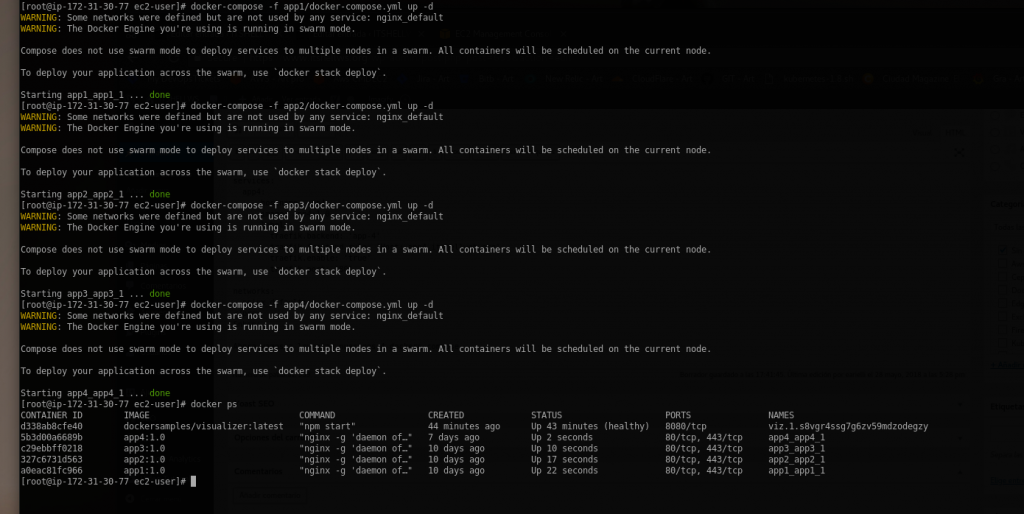 [root@ip-172-31-30-77 ec2-user]# docker-compose -f app1/docker-compose.yml up -d
WARNING: Some networks were defined but are not used by any service: nginx_default
WARNING: The Docker Engine you're using is running in swarm mode.
Compose does not use swarm mode to deploy services to multiple nodes in a swarm. All containers will be scheduled on the current node.
To deploy your application across the swarm, use `docker stack deploy`.
Starting app1_app1_1 ... done
[root@ip-172-31-30-77 ec2-user]# docker-compose -f app2/docker-compose.yml up -d
WARNING: Some networks were defined but are not used by any service: nginx_default
WARNING: The Docker Engine you're using is running in swarm mode.
Compose does not use swarm mode to deploy services to multiple nodes in a swarm. All containers will be scheduled on the current node.
To deploy your application across the swarm, use `docker stack deploy`.
Starting app2_app2_1 ... done
[root@ip-172-31-30-77 ec2-user]# docker-compose -f app3/docker-compose.yml up -d
WARNING: Some networks were defined but are not used by any service: nginx_default
WARNING: The Docker Engine you're using is running in swarm mode.
Compose does not use swarm mode to deploy services to multiple nodes in a swarm. All containers will be scheduled on the current node.
To deploy your application across the swarm, use `docker stack deploy`.
Starting app3_app3_1 ... done
[root@ip-172-31-30-77 ec2-user]# docker-compose -f app4/docker-compose.yml up -d
WARNING: Some networks were defined but are not used by any service: nginx_default
WARNING: The Docker Engine you're using is running in swarm mode.
Compose does not use swarm mode to deploy services to multiple nodes in a swarm. All containers will be scheduled on the current node.
To deploy your application across the swarm, use `docker stack deploy`.
Starting app4_app4_1 ... done
[root@ip-172-31-30-77 ec2-user]# docker ps
CONTAINER ID IMAGE COMMAND CREATED STATUS PORTS NAMES
d338ab8cfe40 dockersamples/visualizer:latest "npm start" 44 minutes ago Up 43 minutes (healthy) 8080/tcp viz.1.s8vgr4ssg7g6zv59mdzodegzy
5b3d00a6689b app4:1.0 "nginx -g 'daemon of…" 7 days ago Up 2 seconds 80/tcp, 443/tcp app4_app4_1
c29ebbff0218 app3:1.0 "nginx -g 'daemon of…" 10 days ago Up 10 seconds 80/tcp, 443/tcp app3_app3_1
327c6731d563 app2:1.0 "nginx -g 'daemon of…" 10 days ago Up 17 seconds 80/tcp, 443/tcp app2_app2_1
a0eac81fc966 app1:1.0 "nginx -g 'daemon of…" 10 days ago Up 22 seconds 80/tcp, 443/tcp app1_app1_1
[root@ip-172-31-30-77 ec2-user]#